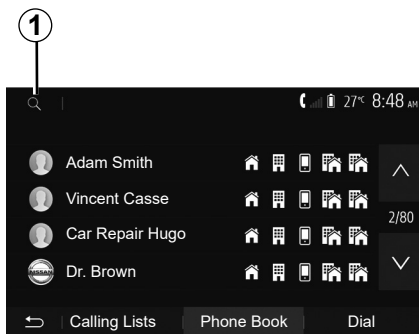 1
27°C 8:48 AM
Adam Smith
Vincent Casse
2/80
Car Repair Hugo
NISSAN Dr. Brown
Calling Lists Phone Book Dial